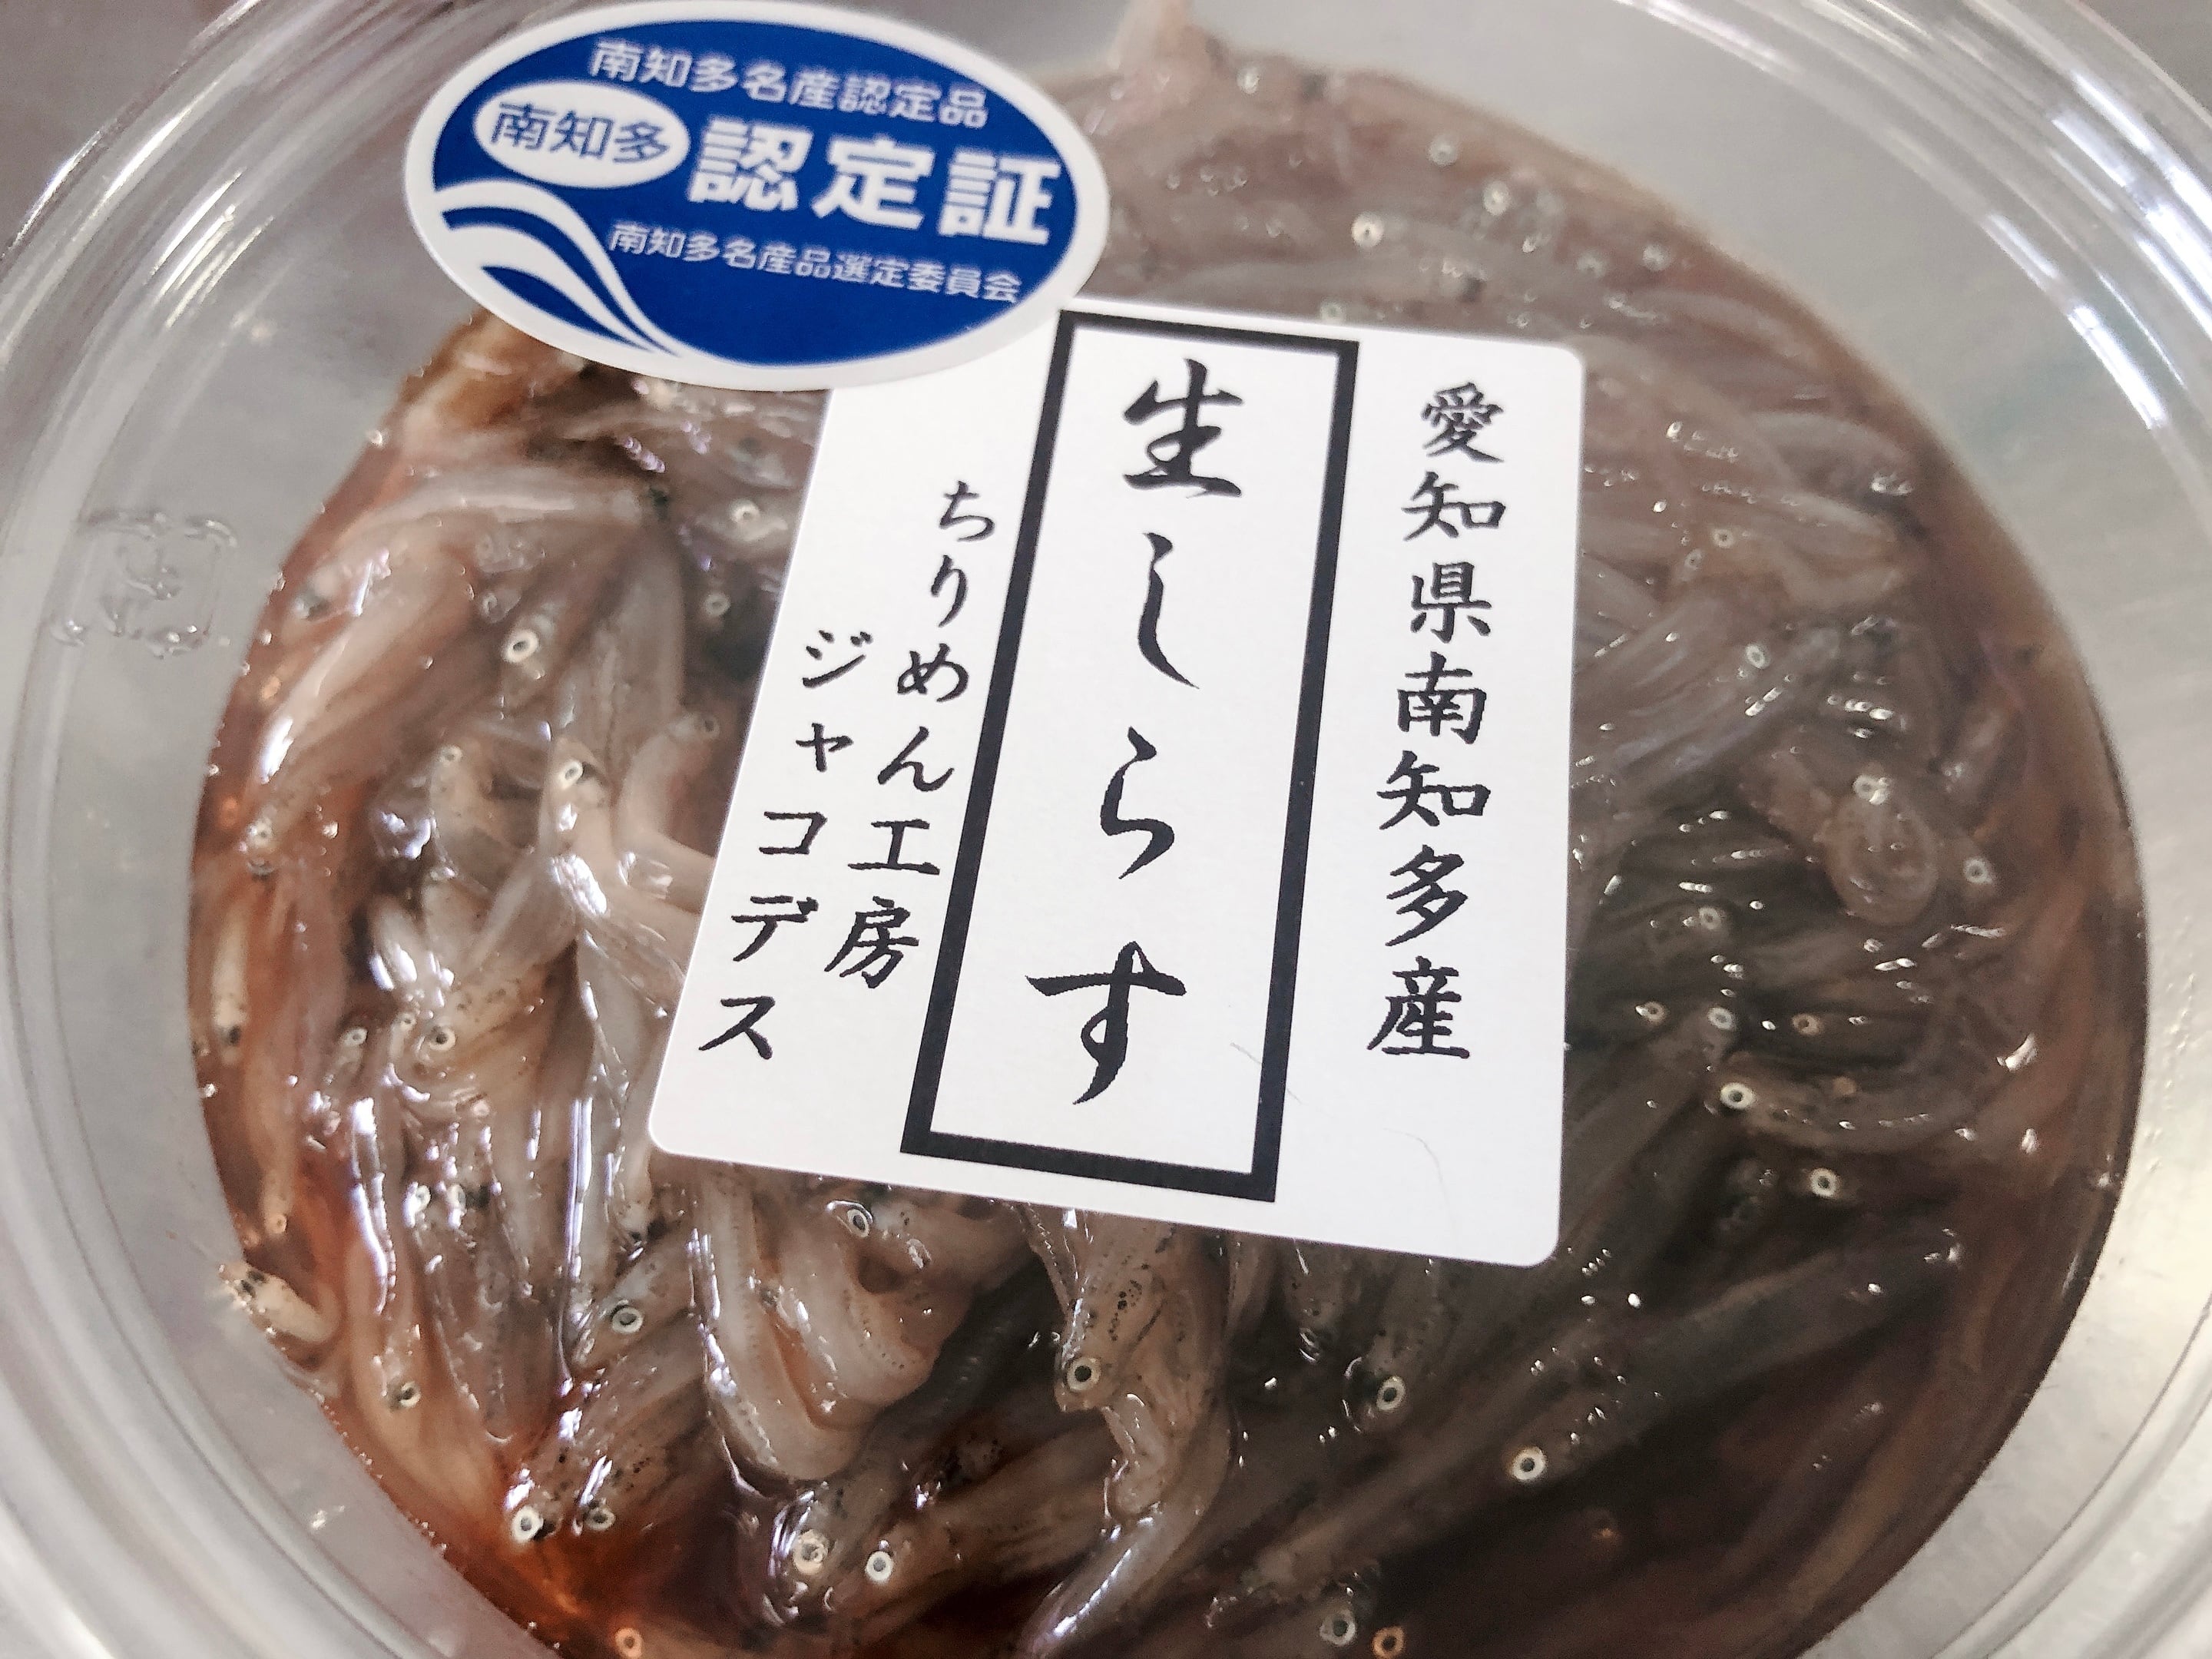 南知多名産認定品
南知多
認定証
南知多名産品選定委員会
愛知県南知多産
生しらす
ちりめん工房
ジャコデス